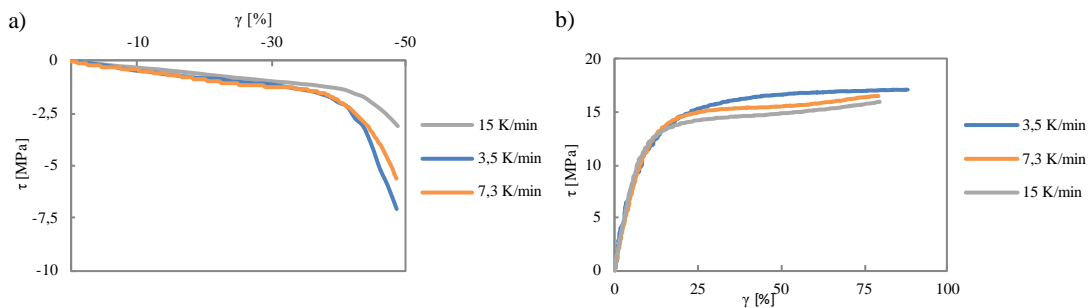 a)
γ [%]
-10
-30
-50
0
-2.5
-5
-7,5
-10
τ [MPa]
15 K/min
3,5 K/min
7,3 K/min
b)
20
15
10
5
0
τ [MPa]
0
25
50
75
100
γ [%]
3,5 K/min
7,3 K/min
15 K/min